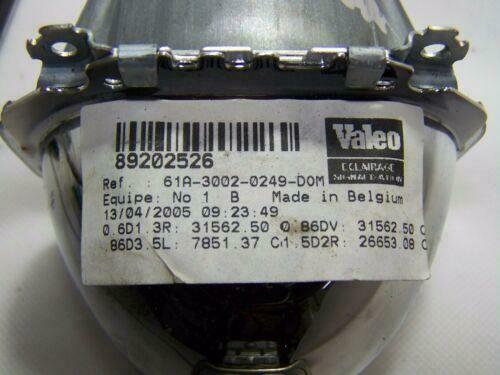 Valeo
ECLAIRAGE
SIGNALISATION
89202526
Ref. : 61A-3002-0249-DOM
Equipe: No 1 B Made in Belgium
13/04/2005 09:23:49
0.6D1.3R: 31562.50 0.86DV: 31562.50 C
.86D3.5L: 7851.37 C 1.5D2R: 26653.08 C